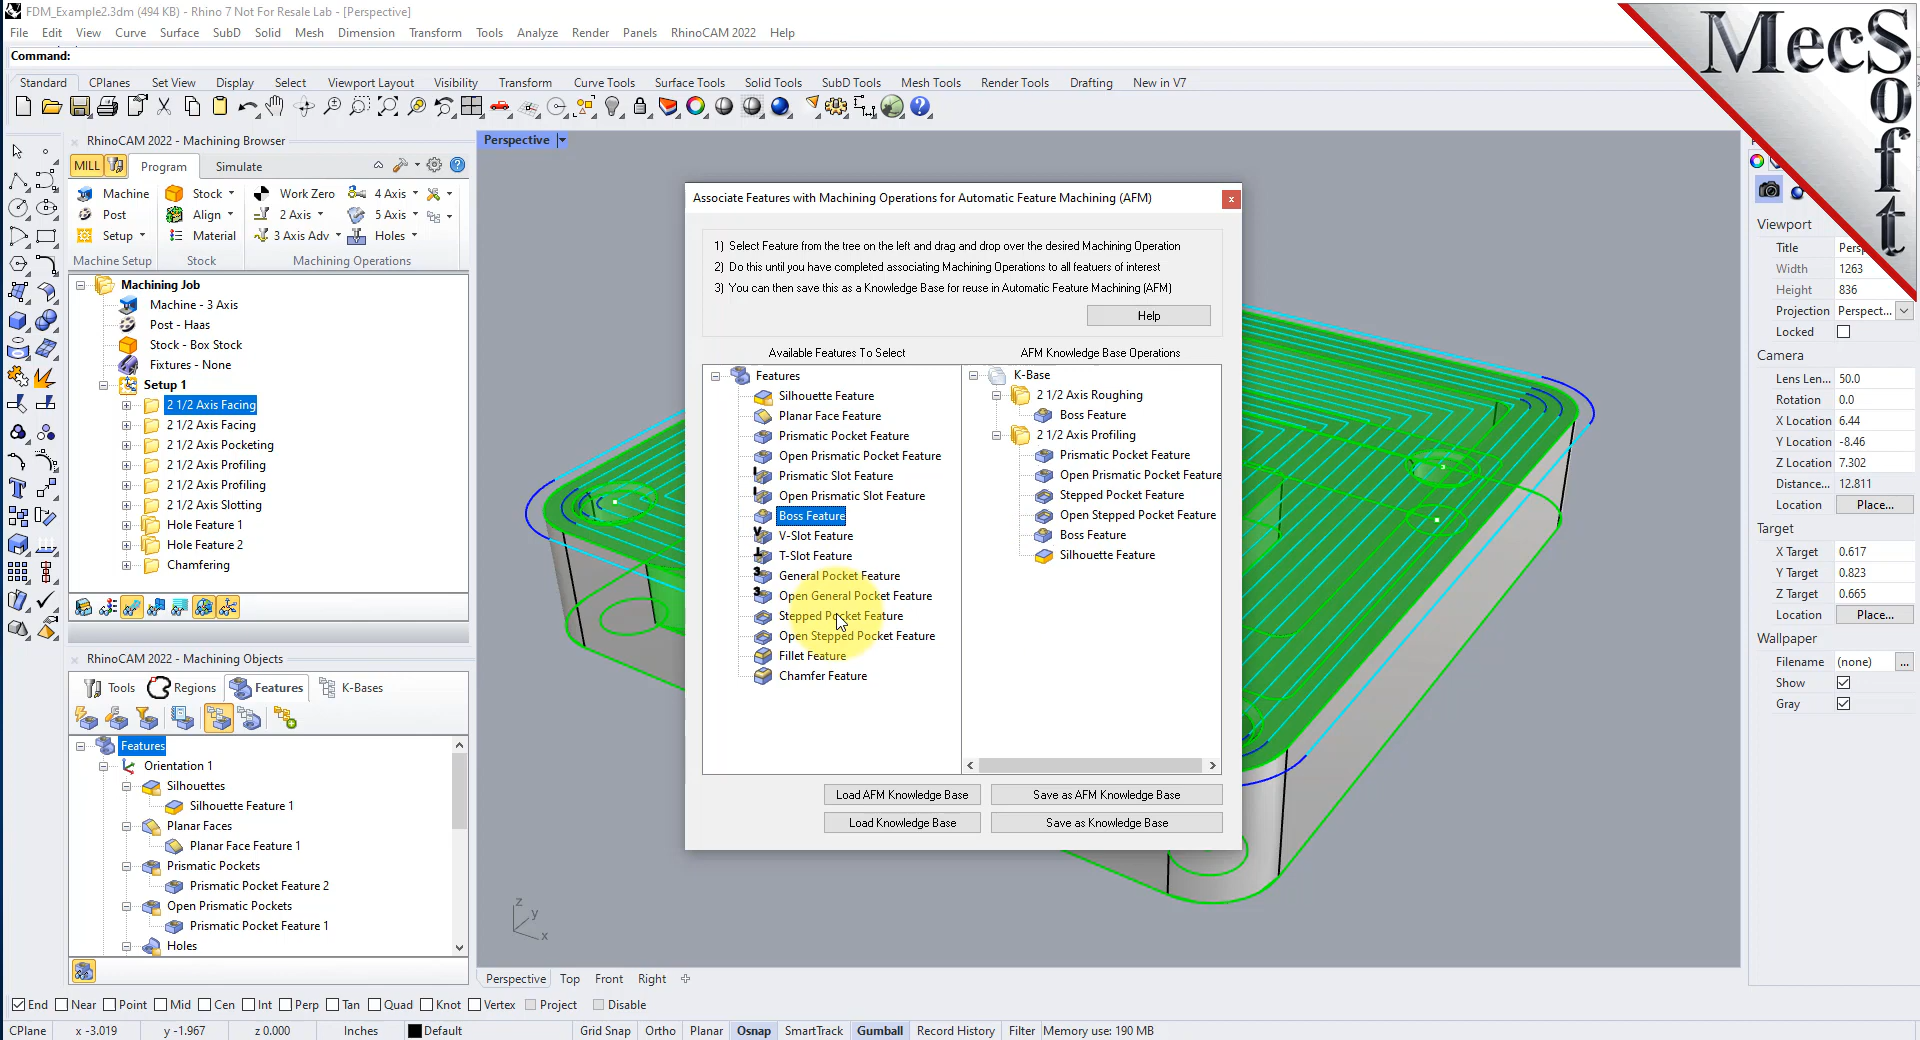 FDM_Example2.3dm (494 KB) - Rhino 7 Not For Resale Lab - [Perspective]
File Edit View Curve Surface SubD Solid Mesh Dimension Transform Tools Analyze Render Panels RhinoCAM 2022 Help
Command:
Standard CPlanes Set View Display Select Viewport Layout Visibility Transform Curve Tools Surface Tools Solid Tools SubD Tools Mesh Tools Render Tools Drafting New in V7
MecSoft
RhinoCAM 2022 - Machining Browser
MILL Program Simulate
Machine Stock Work Zero 4 Axis
Post Align 2 Axis 5 Axis
Setup Material 3 Axis Adv Holes
Machine Setup Stock Machining Operations
Machining Job
Machine - 3 Axis
Post - Haas
Stock - Box Stock
Fixtures - None
Setup 1
2 1/2 Axis Facing
2 1/2 Axis Facing
2 1/2 Axis Pocketing
2 1/2 Axis Profiling
2 1/2 Axis Profiling
2 1/2 Axis Slotting
Hole Feature 1
Hole Feature 2
Chamfering
RhinoCAM 2022 - Machining Objects
Tools Regions Features K-Bases
Features
Orientation 1
Silhouettes
Silhouette Feature 1
Planar Faces
Planar Face Feature 1
Prismatic Pockets
Prismatic Pocket Feature 2
Open Prismatic Pockets
Prismatic Pocket Feature 1
Holes
Perspective
Associate Features with Machining Operations for Automatic Feature Machining (AFM)
1) Select Feature from the tree on the left and drag and drop over the desired Machining Operation
2) Do this until you have completed associating Machining Operations to all featuers of interest
3) You can then save this as a Knowledge Base for reuse in Automatic Feature Machining (AFM)
Help
Available Features To Select
Features
Silhouette Feature
Planar Face Feature
Prismatic Pocket Feature
Open Prismatic Pocket Feature
Prismatic Slot Feature
Open Prismatic Slot Feature
Boss Feature
V-Slot Feature
T-Slot Feature
General Pocket Feature
Open General Pocket Feature
Stepped Pocket Feature
Open Stepped Pocket Feature
Fillet Feature
Chamfer Feature
AFM Knowledge Base Operations
K-Base
2 1/2 Axis Roughing
Boss Feature
2 1/2 Axis Profiling
Prismatic Pocket Feature
Open Prismatic Pocket Feature
Stepped Pocket Feature
Open Stepped Pocket Feature
Boss Feature
Silhouette Feature
Load AFM Knowledge Base Save as AFM Knowledge Base
Load Knowledge Base Save as Knowledge Base
z
y
x
Perspective Top Front Right
Viewport
Title
Width 1263
Height 836
Projection Perspect...
Locked
Camera
Lens Len... 50.0
Rotation 0.0
X Location 6.44
Y Location -8.46
Z Location 7.302
Distance... 12.811
Location Place...
Target
X Target 0.617
Y Target 0.823
Z Target 0.665
Location Place...
Wallpaper
Filename (none) ...
Show
Gray
End Near Point Mid Cen Int Perp Tan Quad Knot Vertex Project Disable
CPlane x -3.019 y -1.967 z 0.000 Inches Default Grid Snap Ortho Planar Osnap SmartTrack Gumball Record History Filter Memory use: 190 MB